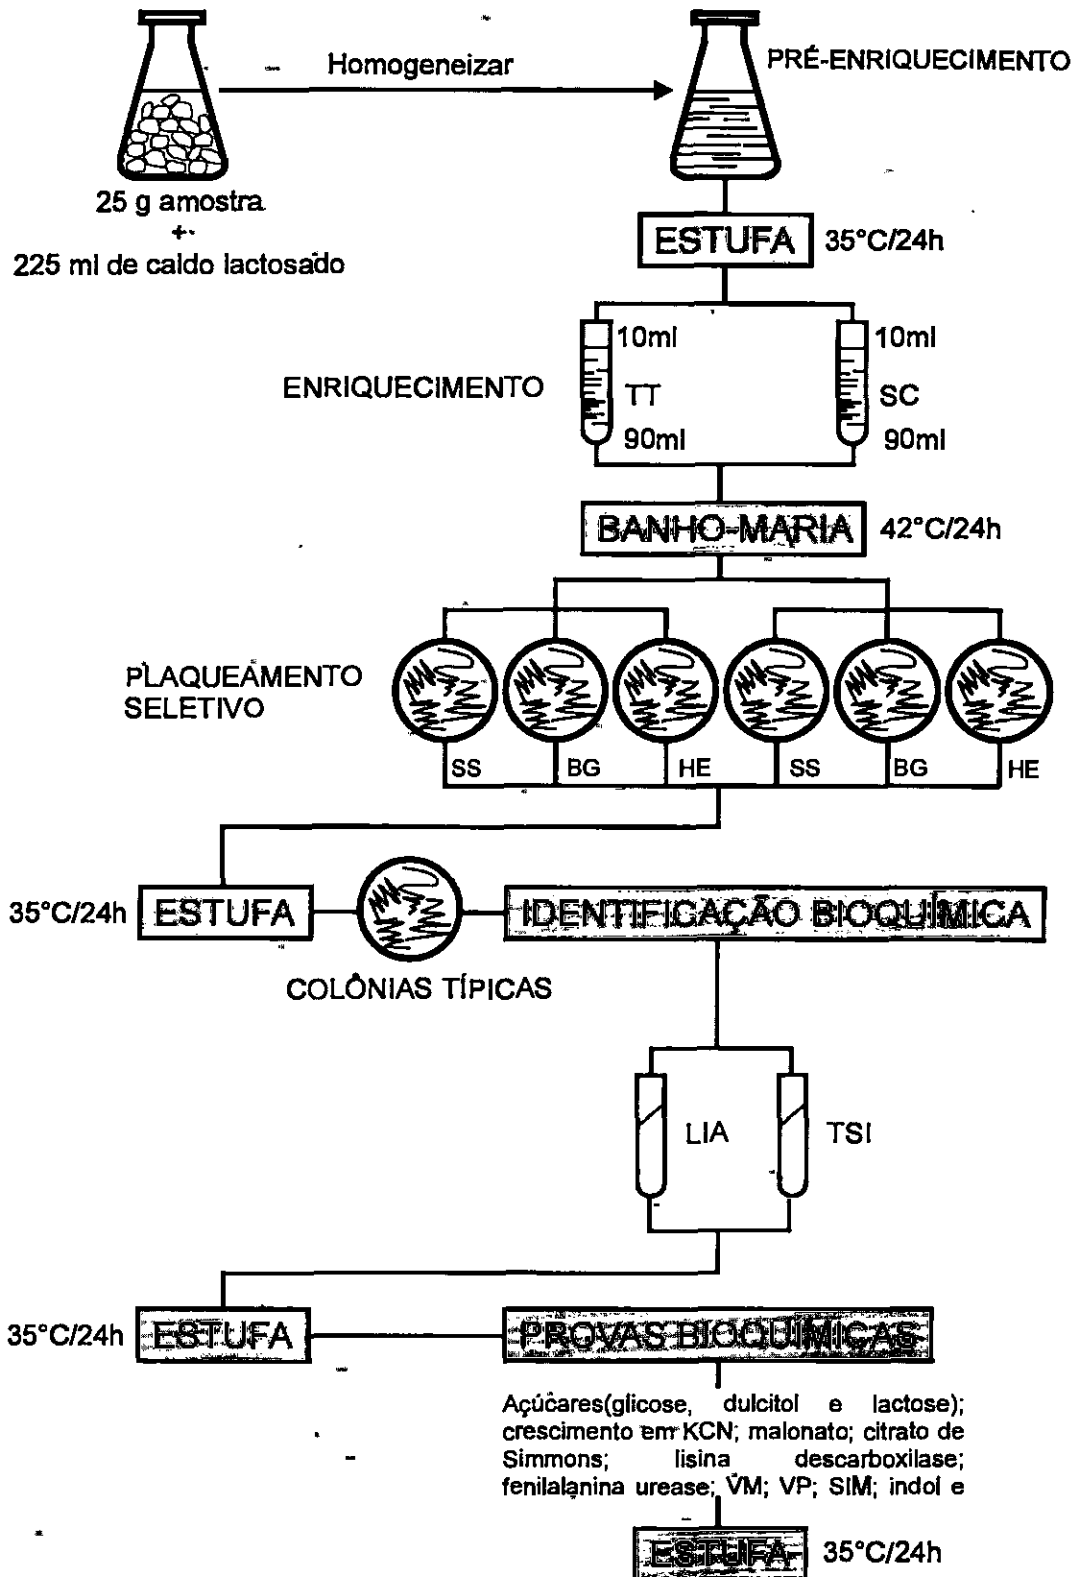 Homogeneizar
PRÉ-ENRIQUECIMENTO
25 g amostra
+
225 ml de caldo lactosado
ESTUFA 35°C/24h
10ml 10ml
ENRIQUECIMENTO TT SC
90ml 90ml
BANHO-MARIA 42°C/24h
PLAQUEAMENTO
SELETIVO
SS BG HE SS BG HE
35°C/24h ESTUFA IDENTIFICAÇÃO BIOQUÍMICA
COLÔNIAS TÍPICAS
LIA TSI
35°C/24h ESTUFA PROVAS BIOQUÍMICAS
Açúcares(glicose, dulcitol e lactose);
crescimento em KCN; malonato; citrato de
Simmons; lisina descarboxilase;
fenilalanina urease; VM; VP; SIM; indol e
ESTUFA 35°C/24h